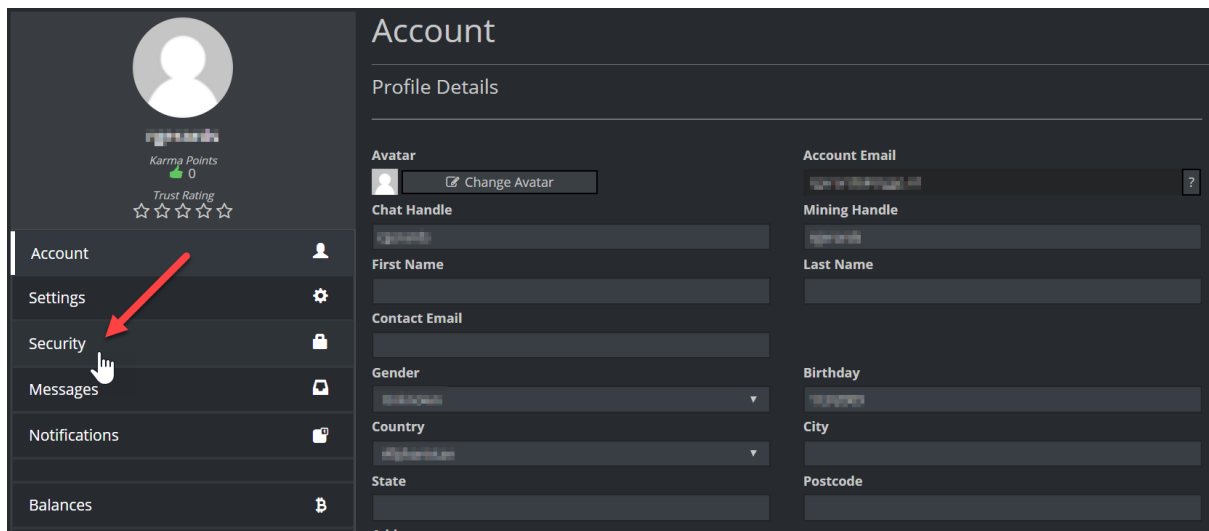 Karma Points
0
Trust Rating
Account
Settings
Security
Messages
Notifications
Balances
Account
Profile Details
Avatar
Account Email
Change Avatar
?
Chat Handle
Mining Handle
First Name
Last Name
Contact Email
Gender
Birthday
Country
City
State
Postcode